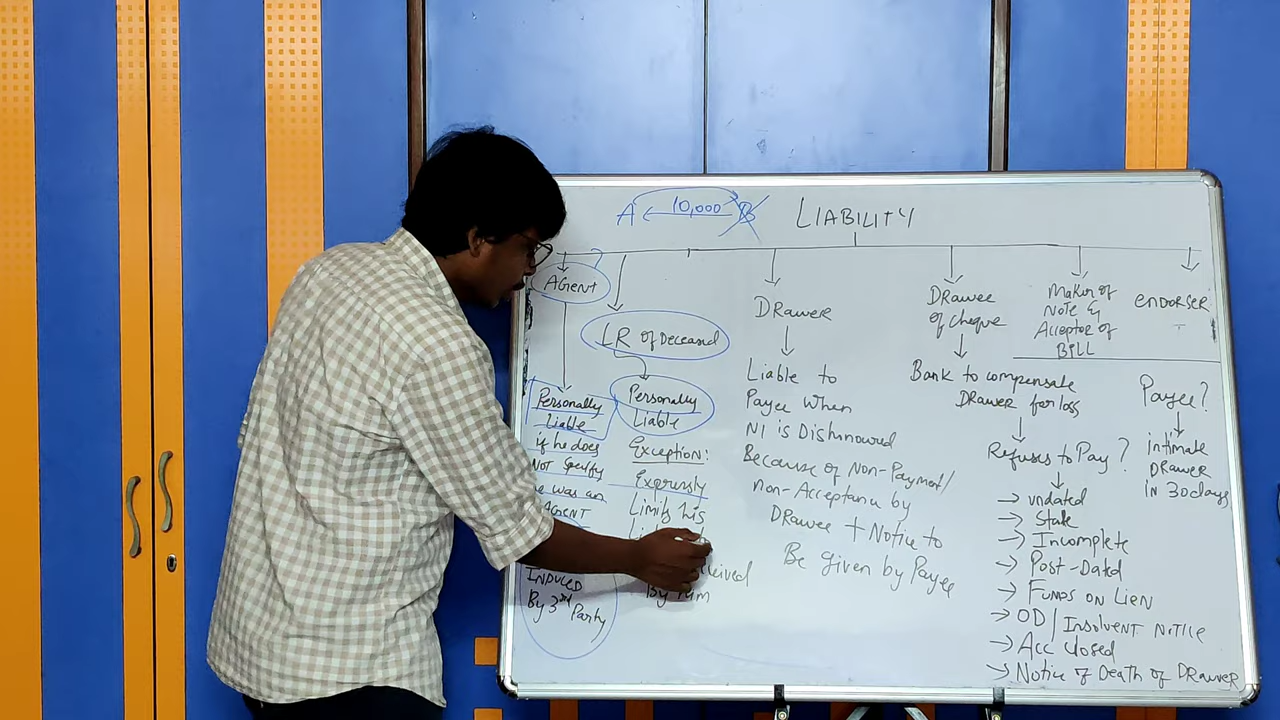 A 10,000 B
LIABILITY
AGENT
LR OF DECEASED
Personally
Liable
if he does
NOT Specify
he was an
AGENT
INDUCED
By 3rd Party
Personally
Liable
Exception:
Expressly
Limits his
By him
DRAWER
Liable to
Payee When
NI is Dishonoured
Because of Non-Payment/
non-Acceptance by
DRAWEE + Notice to
Be given by Payee
DRAWEE
of Cheque
Bank to compensate
DRAWER for loss
Refuses to Pay?
→ undated
→ Stale
→ Incomplete
→ Post-Dated
→ FUNDS ON LIEN
→ OD/INSOLVENT NOTICE
→ Acc closed
→ Notice of Death of DRAWER
MAKER OF
NOTE &
Acceptor of
BILL
ENDORSER
Payee?
intimate
DRAWER
IN 30 days